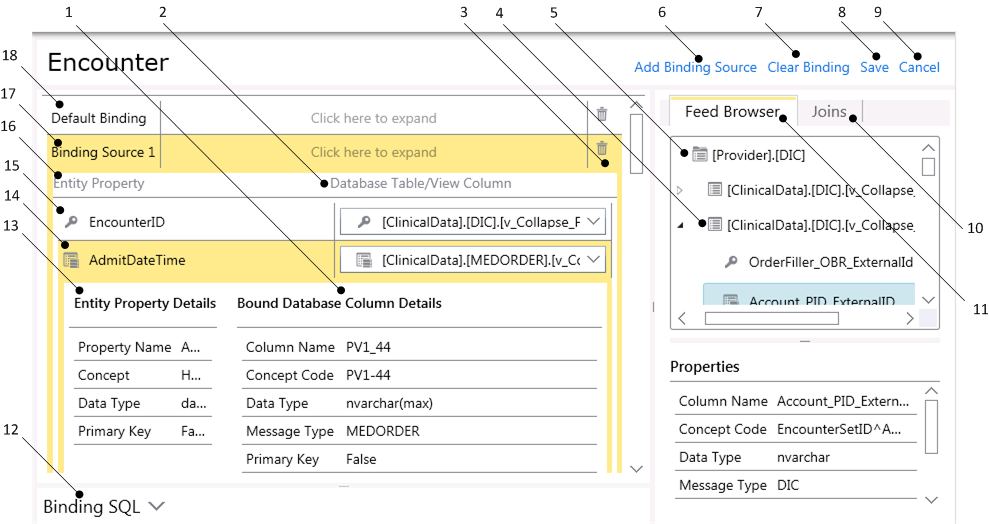 1 2 3 4 5 6 7 8 9
18
Encounter
Add Binding Source Clear Binding Save Cancel
17
Default Binding Click here to expand
16
Binding Source 1 Click here to expand
Entity Property Database Table/View Column
15
EncounterID [ClinicalData].[DIC].[v_Collapse_F
14
13
AdmitDateTime [ClinicalData].[MEDORDER].[v_Cc
Entity Property Details Bound Database Column Details
Property Name A... Column Name PV1_44
Concept H... Concept Code PV1-44
Data Type da... Data Type nvarchar(max)
Primary Key Fa... Message Type MEDORDER
Primary Key False
12
Binding SQL
Feed Browser Joins
[Provider].[DIC]
[ClinicalData].[DIC].[v_Collapse_
[ClinicalData].[DIC].[v_Collapse_
10
OrderFiller_OBR_ExternalId
Account_PID_ExternalID
11
Properties
Column Name Account_PID_Extern...
Concept Code EncounterSetID^A...
Data Type nvarchar
Message Type DIC